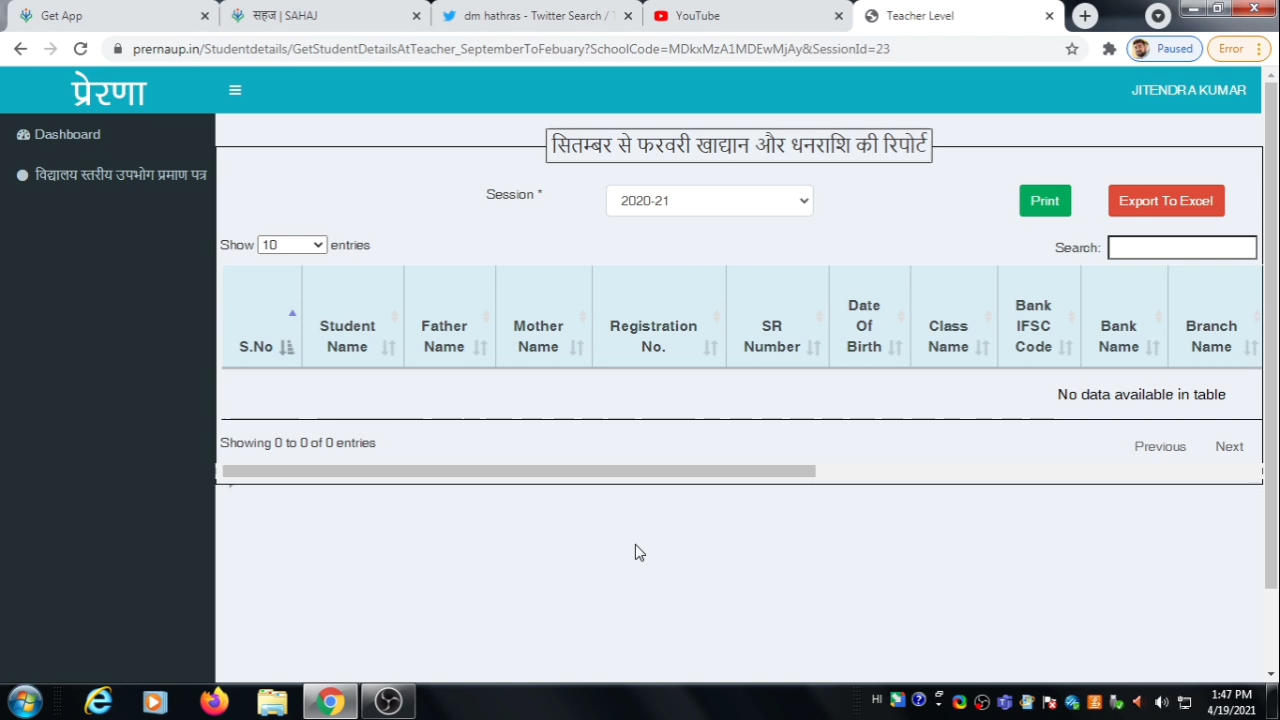 Get App
सहज | SAHAJ
dm hathras - Twitter Search /
YouTube
Teacher Level
prernaup.in/Studentdetails/GetStudentDetailsAtTeacher_SeptemberToFebuary?SchoolCode=MDkxMzA1MDEwMjAy&SessionId=23
Paused
Error
प्रेरणा
JITENDRA KUMAR
Dashboard
विद्यालय स्तरीय उपभोग प्रमाण पत्र
सितम्बर से फरवरी खाद्यान और धनराशि की रिपोर्ट
Session *
2020-21
Print
Export To Excel
Show 10 entries
Search:
S.No
Student Name
Father Name
Mother Name
Registration No.
SR Number
Date Of Birth
Class Name
Bank IFSC Code
Bank Name
Branch Name
No data available in table
Showing 0 to 0 of 0 entries
Previous
Next
HI
1:47 PM
4/19/2021